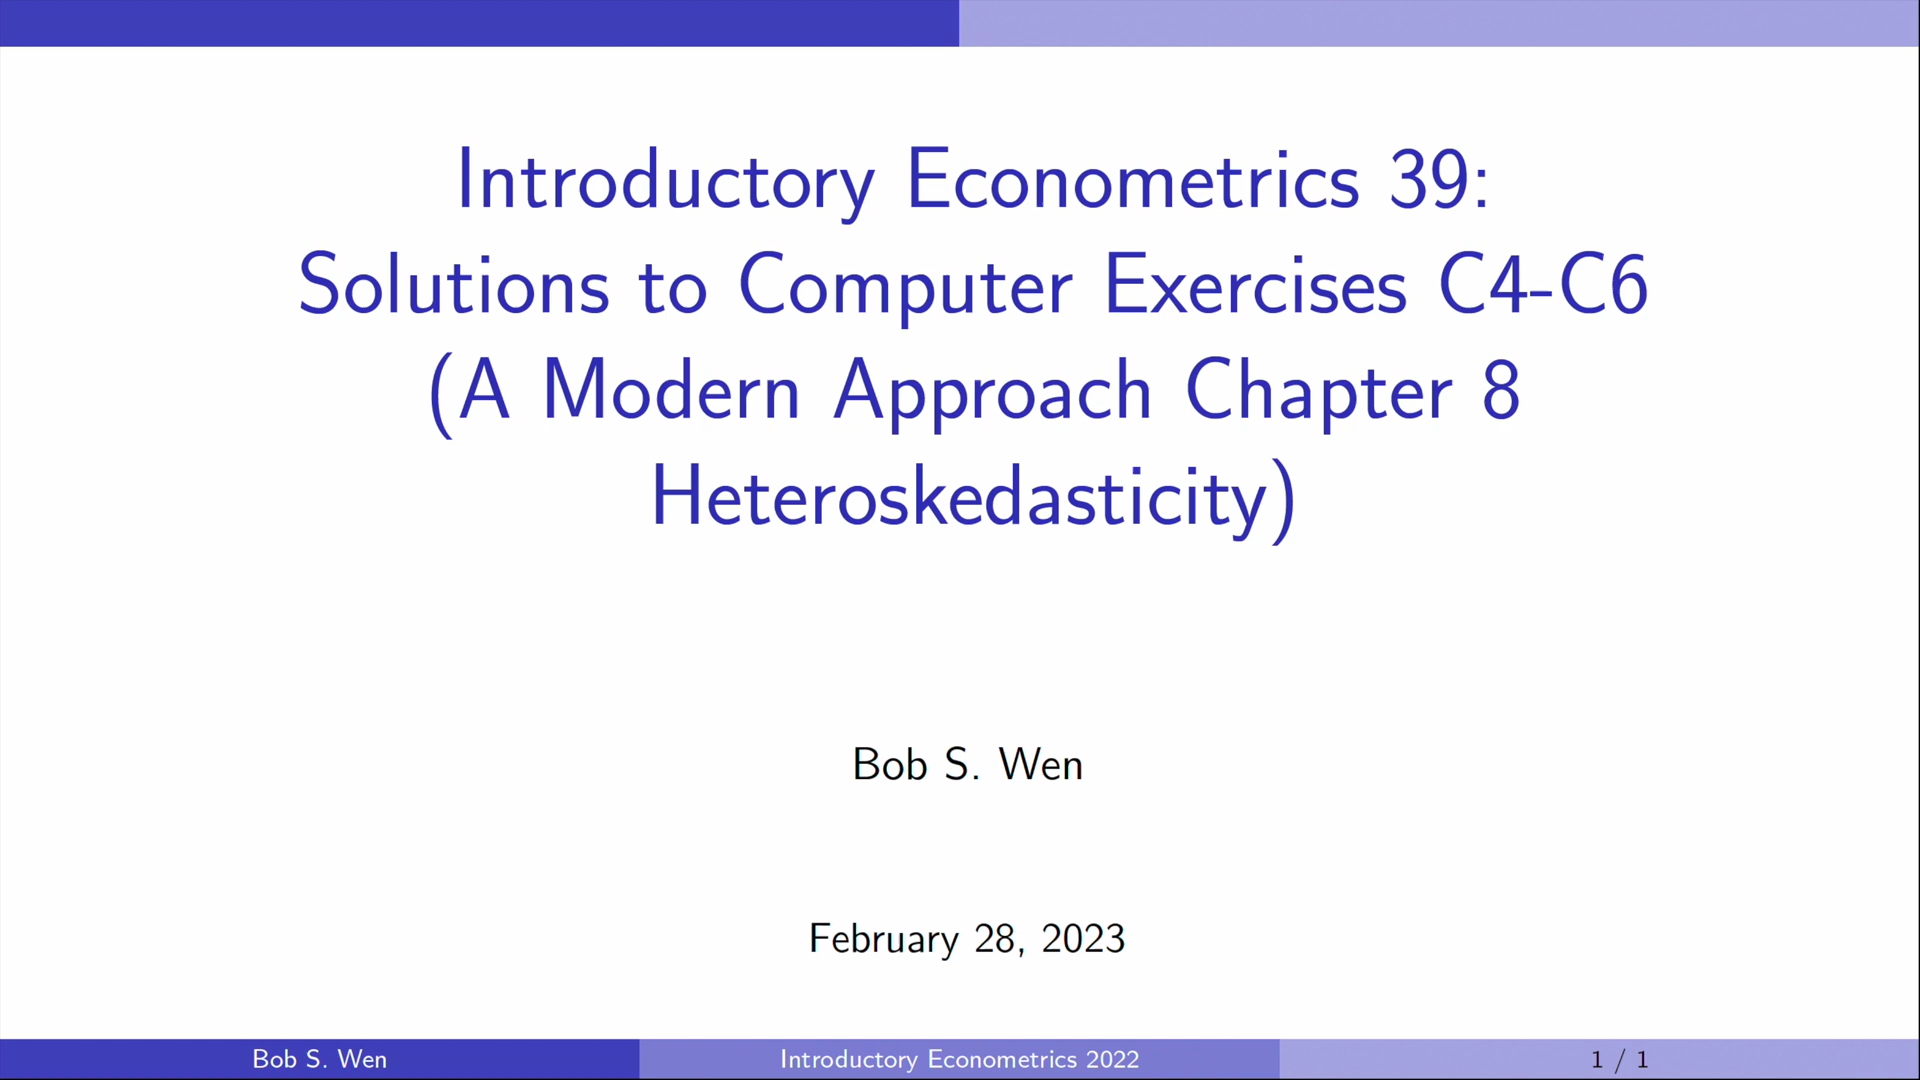 Introductory Econometrics 39:
Solutions to Computer Exercises C4-C6
(A Modern Approach Chapter 8
Heteroskedasticity)
Bob S. Wen
February 28, 2023
Bob S. Wen
Introductory Econometrics 2022
1 / 1